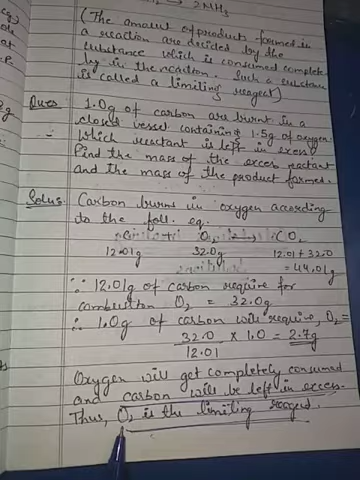 2NH3
(The amount of products formed in
a reaction are decided by the
substance which is consumed complete
ly in the reaction. Such a substance
is called a limiting reagent)
Ques 1.0g of carbon are burnt in a
closed vessel containing 1.5g of oxygen
Which reactant is left in excess
Find the mass of the excess reactant
and the mass of the product formed.
Solus. Carbon burns in oxygen according
to the foll. eq.
C + O2 → CO2
12.01g 32.0g 12.01 + 32.0
= 44.01g
∵ 12.01g of carbon require for
combustion O2 = 32.0g
∴ 1.0g of carbon will require, O2 =
32.0 × 1.0 = 2.7g
12.01
Oxygen will get completely consumed
and carbon will be left in excess.
Thus, O2 is the limiting reagent.